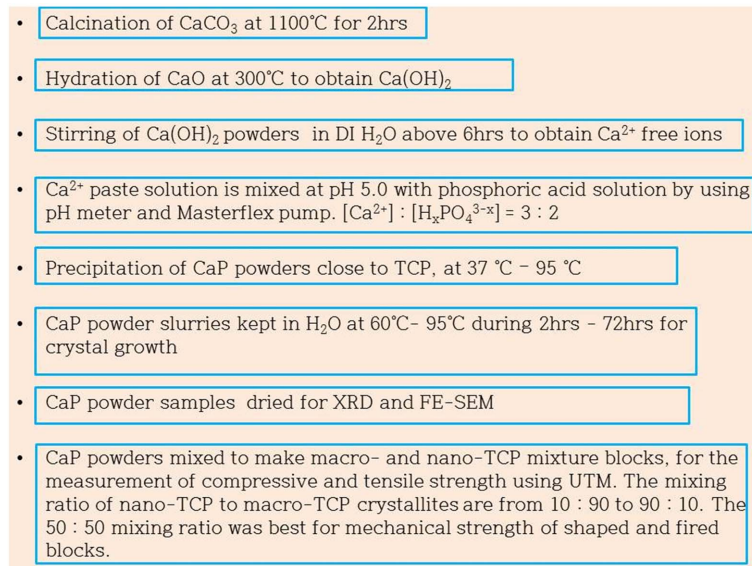 • Calcination of CaCO₃ at 1100℃ for 2hrs
• Hydration of CaO at 300℃ to obtain Ca(OH)₂
• Stirring of Ca(OH)₂ powders in DI H₂O above 6hrs to obtain Ca²⁺ free ions
• Ca²⁺ paste solution is mixed at pH 5.0 with phosphoric acid solution by using
pH meter and Masterflex pump. [Ca²⁺] : [HₓPO₄³⁻ˣ] = 3 : 2
• Precipitation of CaP powders close to TCP, at 37 ℃ - 95 ℃
• CaP powder slurries kept in H₂O at 60℃- 95℃ during 2hrs - 72hrs for
crystal growth
• CaP powder samples dried for XRD and FE-SEM
• CaP powders mixed to make macro- and nano-TCP mixture blocks, for the
measurement of compressive and tensile strength using UTM. The mixing
ratio of nano-TCP to macro-TCP crystallites are from 10 : 90 to 90 : 10. The
50 : 50 mixing ratio was best for mechanical strength of shaped and fired
blocks.